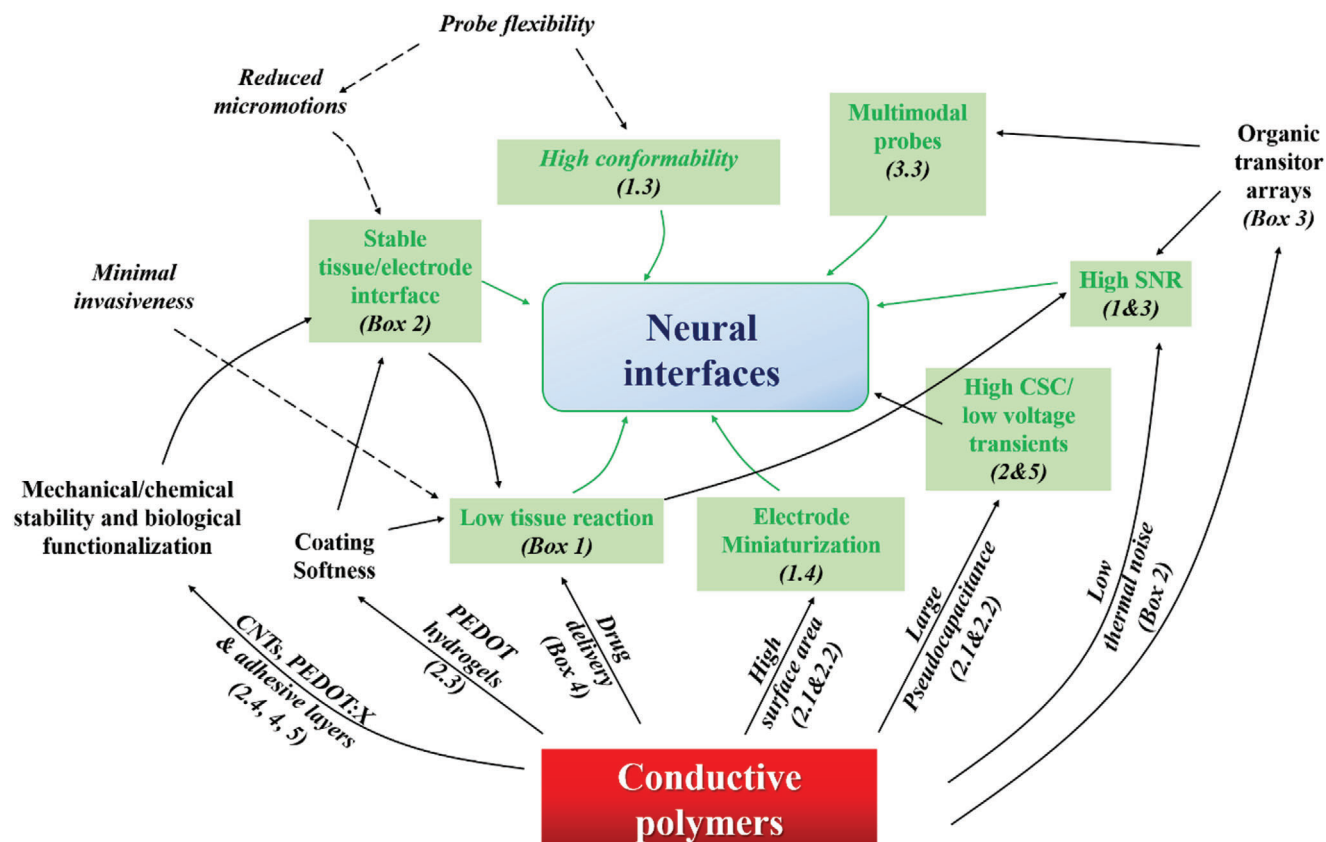 Probe flexibility
Reduced
micromotions
Multimodal
probes
(3.3)
Organic
transitor
arrays
(Box 3)
High conformability
(1.3)
Stable
tissue/electrode
interface
(Box 2)
Minimal
invasiveness
High SNR
(1&3)
Neural
interfaces
High CSC/
low voltage
transients
(2&5)
Mechanical/chemical
stability and biological
functionalization
Coating
Softness
Low tissue reaction
(Box 1)
Electrode
Miniaturization
(1.4)
CNTs, PEDOT:X
& adhesive layers
(2.4, 4, 5)
PEDOT
hydrogels
(2.3)
Drug
delivery
(Box 4)
High
surface area
(2.1&2.2)
Large
Pseudocapacitance
(2.1&2.2)
Low
thermal noise
(Box 2)
Conductive
polymers